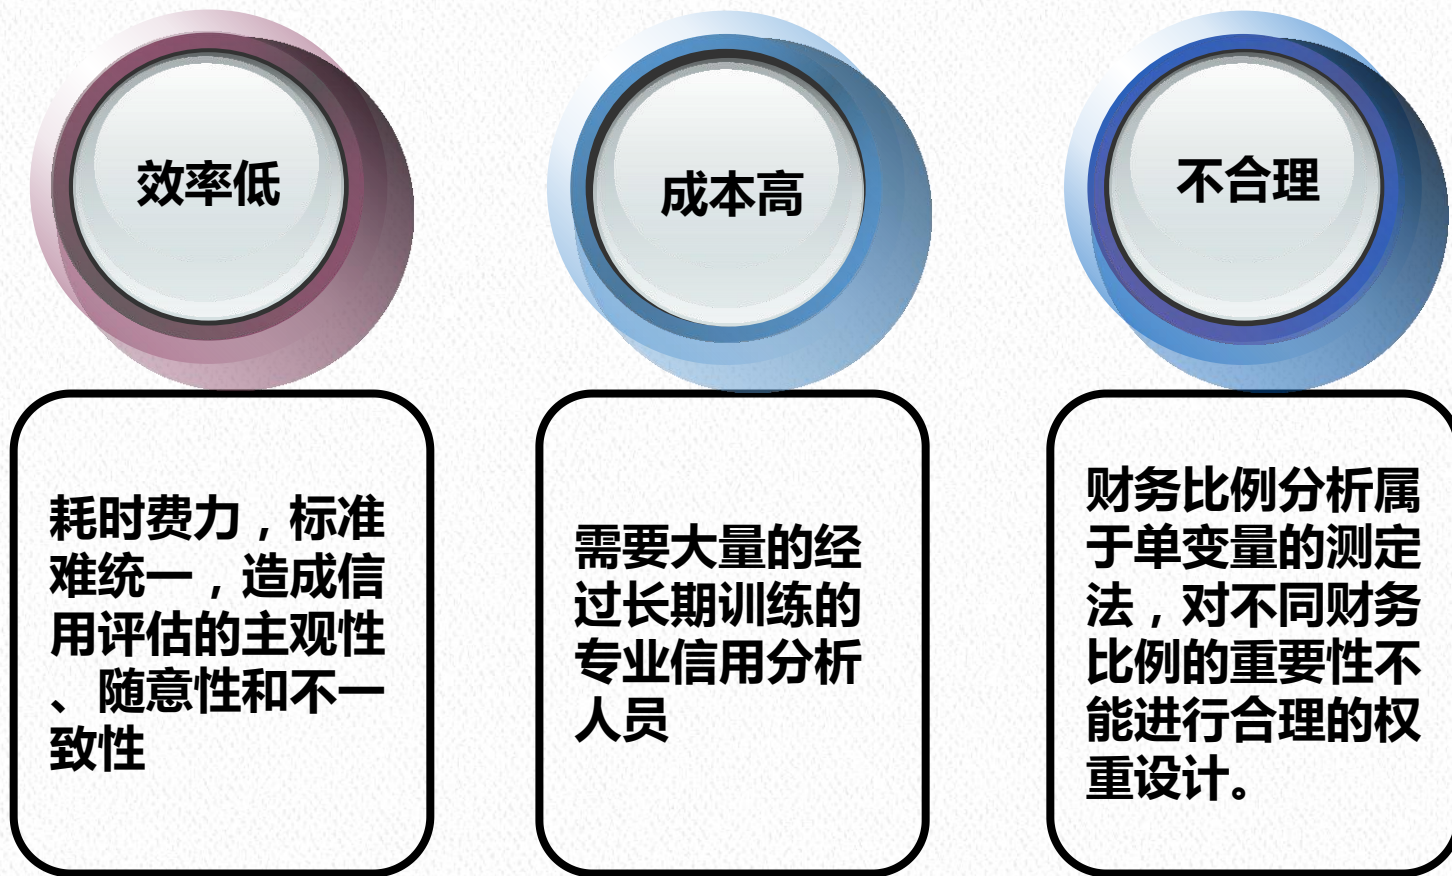 效率低
成本高
不合理
耗时费力，标准
难统一，造成信
用评估的主观性
、随意性和不一
致性
需要大量的经
过长期训练的
专业信用分析
人员
财务比例分析属
于单变量的测定
法，对不同财务
比例的重要性不
能进行合理的权
重设计。